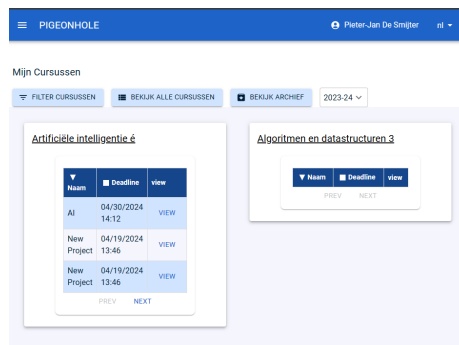 PIGEONHOLE
Pieter-Jan De Smijter nl
Mijn Cursussen
FILTER CURSUSSEN BEKIJK ALLE CURSUSSEN BEKIJK ARCHIEF 2023-24
Artificiële intelligentie é
▼ Naam Deadline view
AI 04/30/2024 14:12 VIEW
New Project 04/19/2024 13:46 VIEW
New Project 04/19/2024 13:46 VIEW
PREV NEXT
Algoritmen en datastructuren 3
▼ Naam Deadline view
PREV NEXT